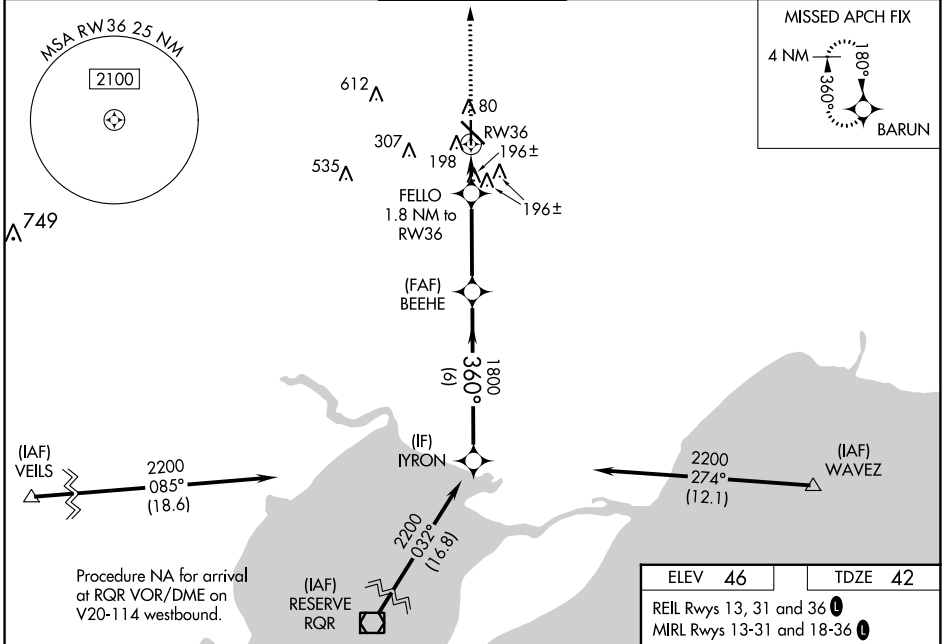 MSA RW36 25 NM
2100
MISSED APCH FIX
4 NM
180°
360°
BARUN
612
80
RW36
307
198
196±
535
FELLO
1.8 NM to
RW36
196±
749
(FAF)
BEEHE
1800
360°
(6)
(IAF)
VEILS
2200
085°
(18.6)
(IF)
IYRON
2200
274°
(12.1)
(IAF)
WAVEZ
2200
032°
(16.8)
Procedure NA for arrival
at RQR VOR/DME on
V20-114 westbound.
(IAF)
RESERVE
RQR
ELEV 46
TDZE 42
REIL Rwys 13, 31 and 36 L
MIRL Rwys 13-31 and 18-36 L